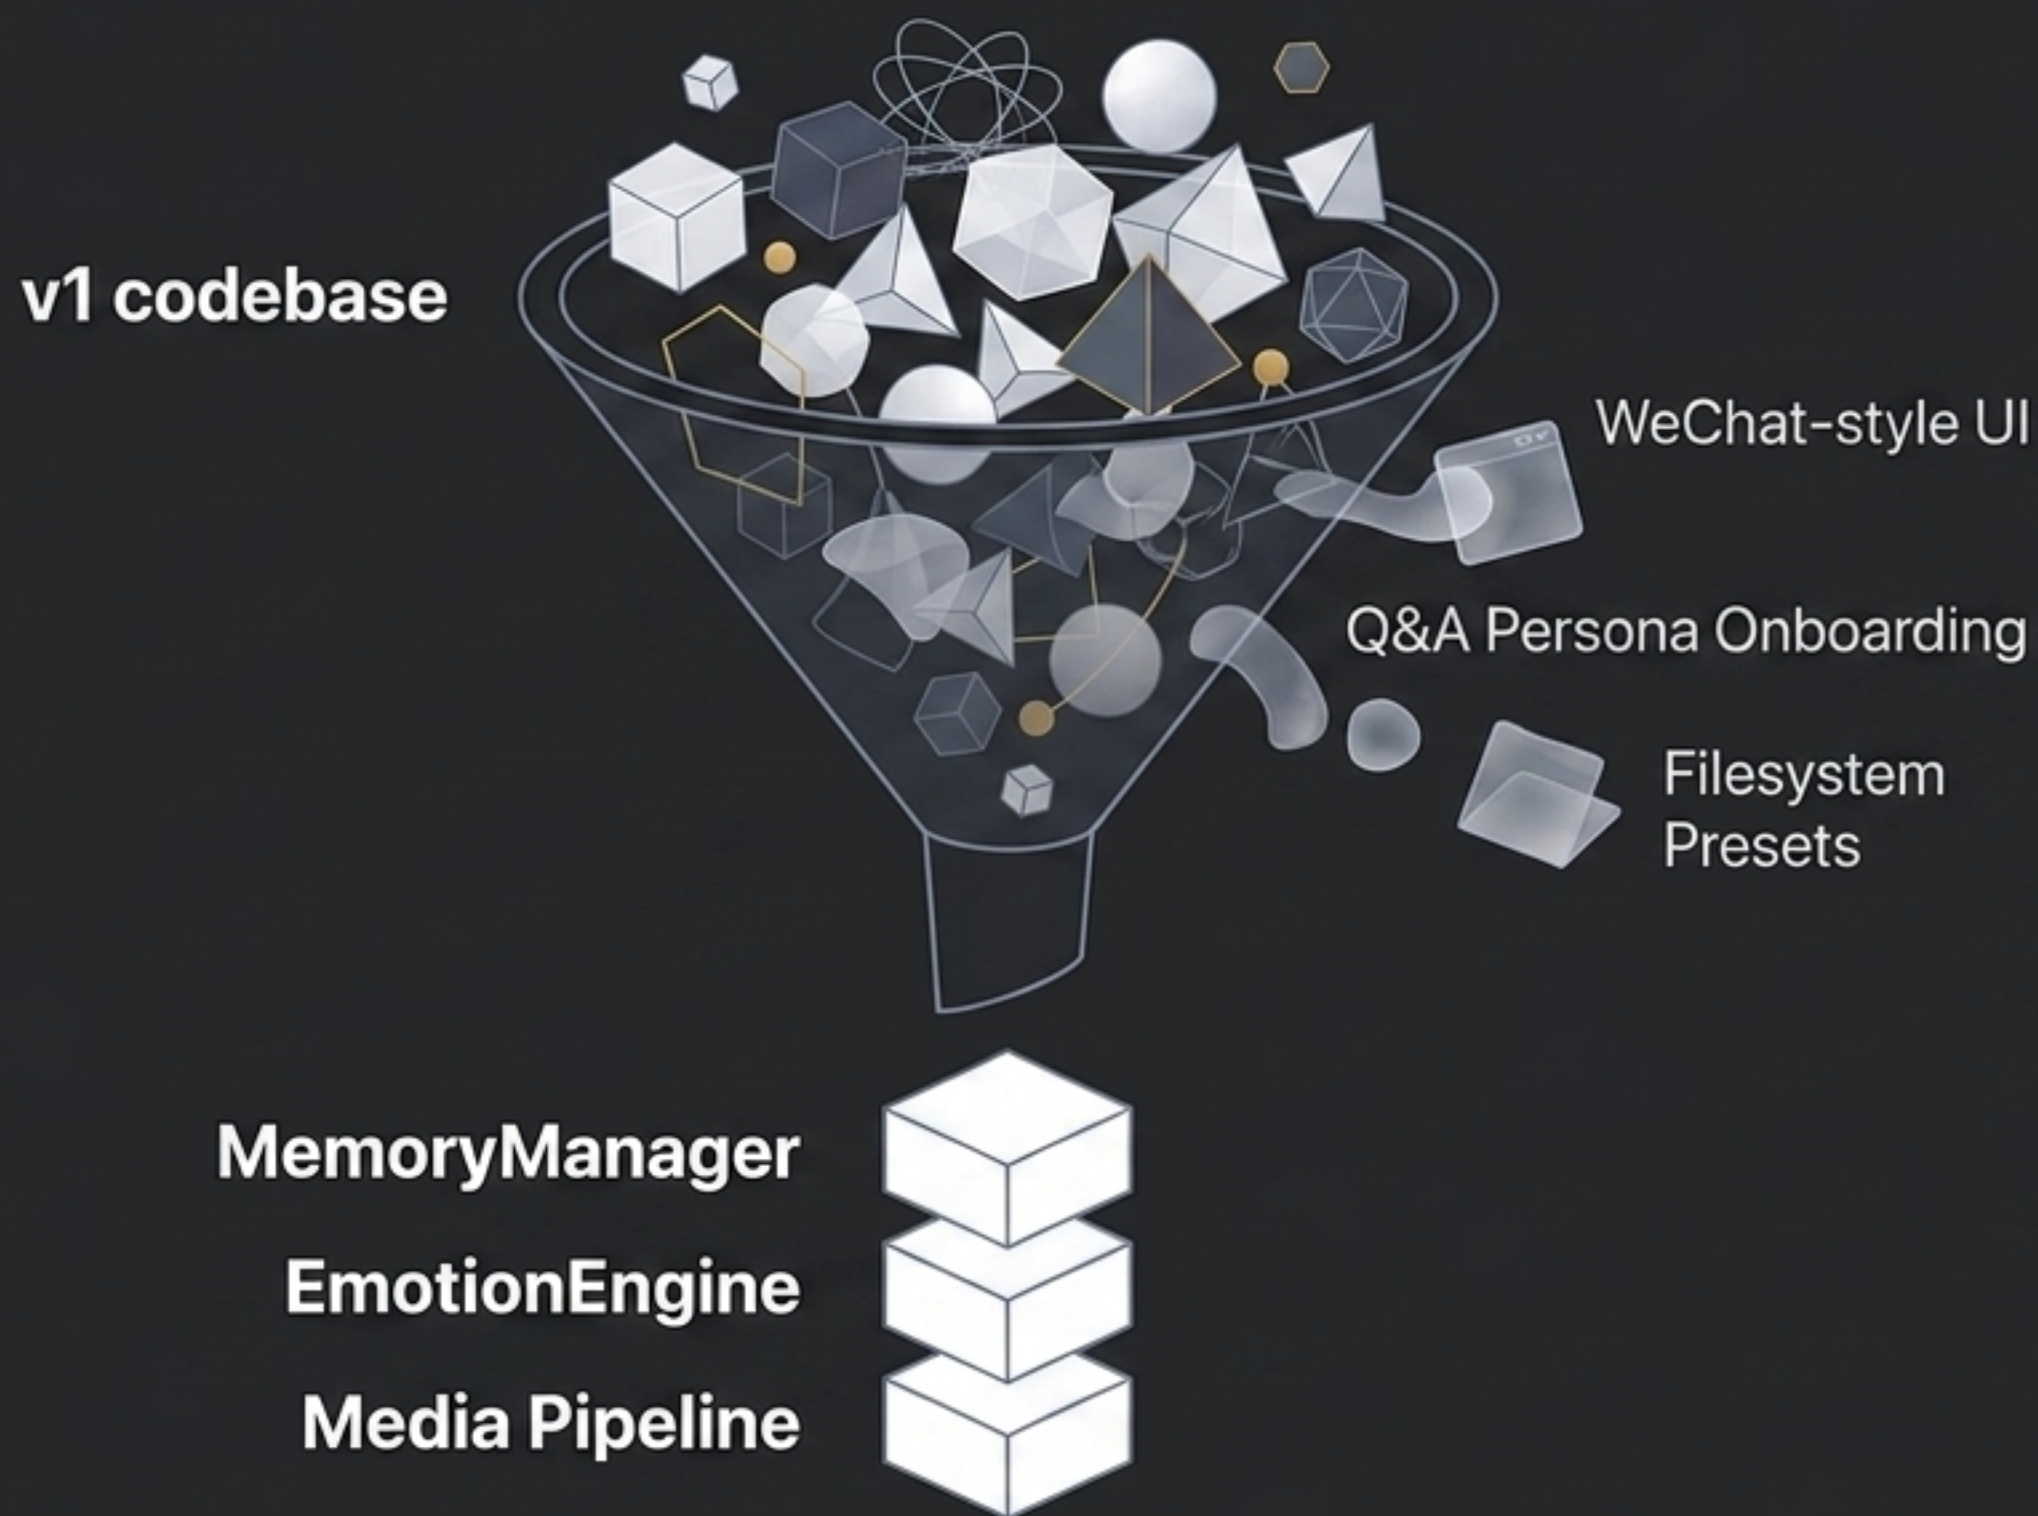 v1 codebase
WeChat-style UI
Q&A Persona Onboarding
Filesystem
Presets
MemoryManager
EmotionEngine
Media Pipeline